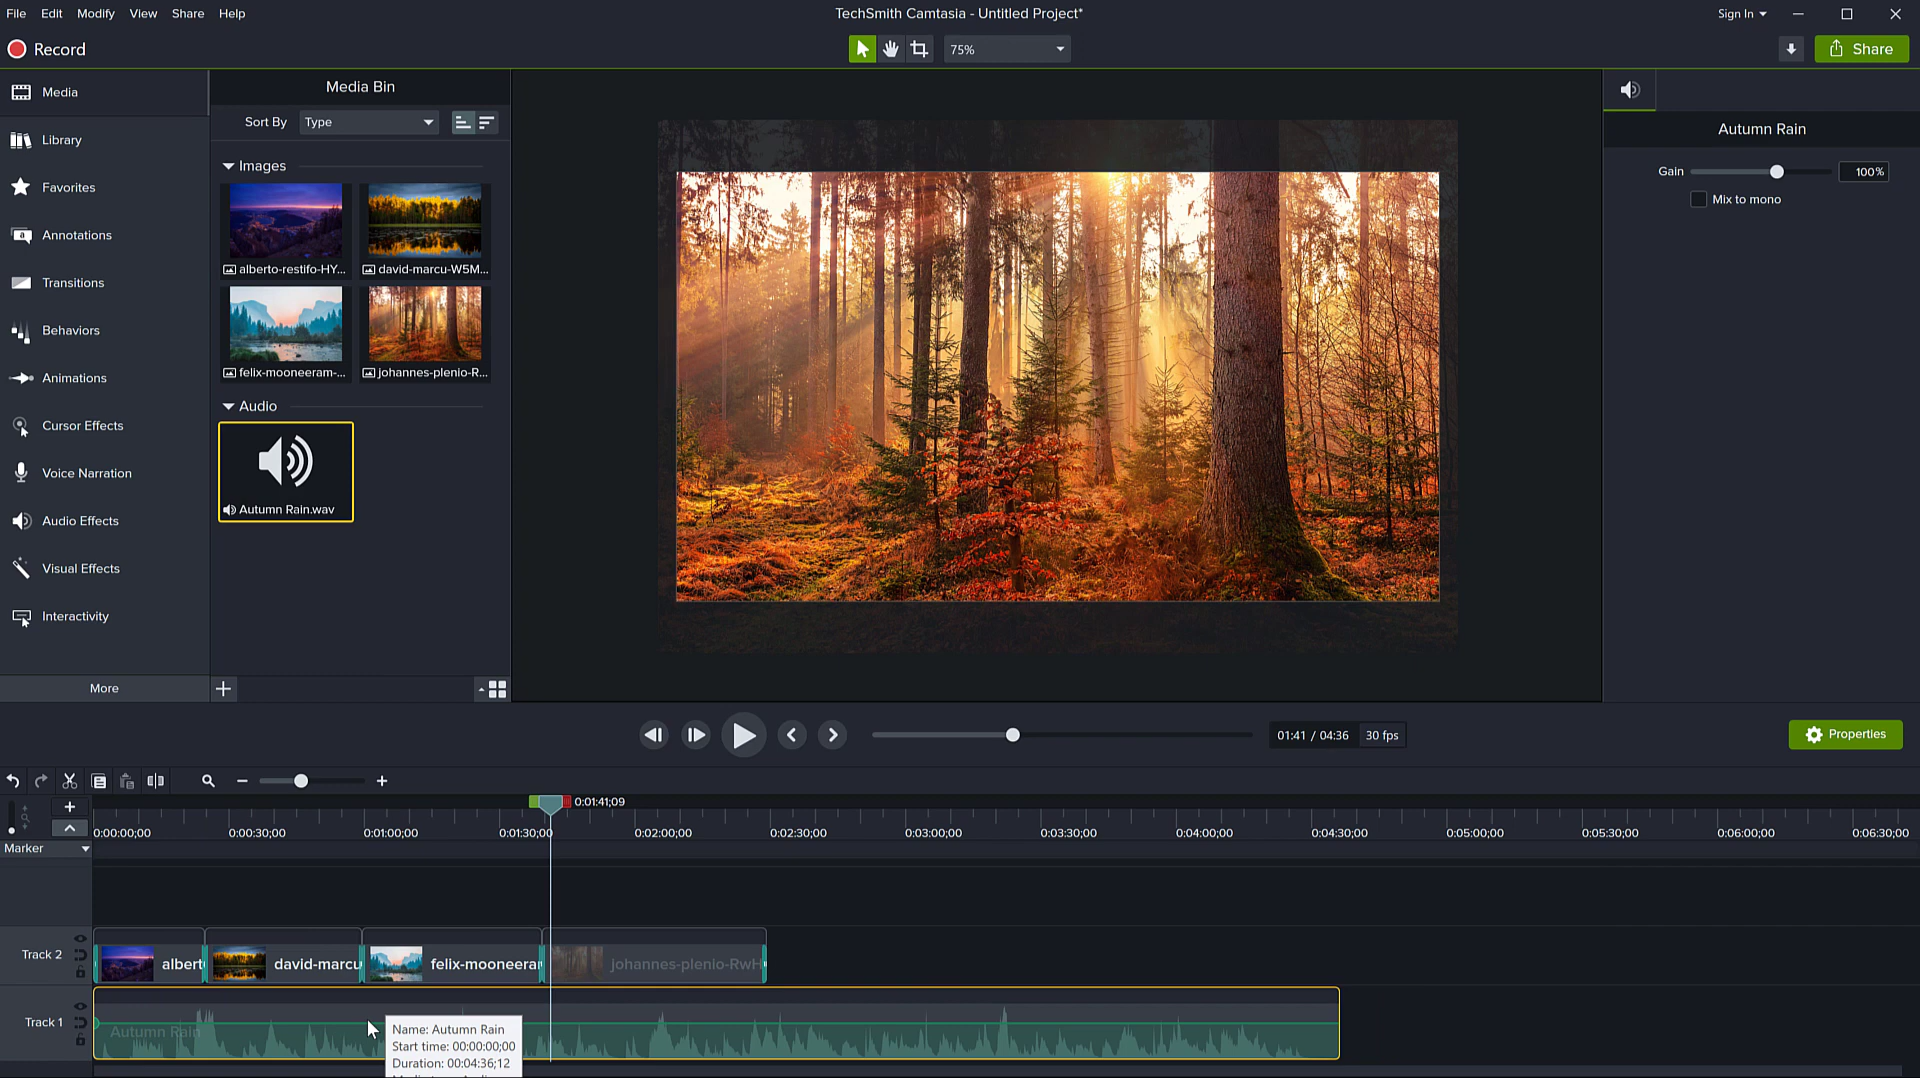 File Edit Modify View Share Help
TechSmith Camtasia - Untitled Project*
Sign In
Record
75%
Share
Media
Library
Favorites
Annotations
Transitions
Behaviors
Animations
Cursor Effects
Voice Narration
Audio Effects
Visual Effects
Interactivity
More
Media Bin
Sort By Type
Images
alberto-restifo-HY...
david-marcu-W5M...
felix-mooneeram-...
johannes-plenio-R...
Audio
Autumn Rain.wav
Autumn Rain
Gain 100%
Mix to mono
01:41 / 04:36 30 fps
Properties
0:01:41;09
0:00:00;00 0:00:30;00 0:01:00;00 0:01:30;00 0:02:00;00 0:02:30;00 0:03:00;00 0:03:30;00 0:04:00;00 0:04:30;00 0:05:00;00 0:05:30;00 0:06:00;00 0:06:30;00
Marker
Track 2
albert
david-marcu
felix-mooneera
johannes-plenio-RwH
Track 1
Autumn Rain
Name: Autumn Rain
Start time: 00:00:00;00
Duration: 00:04:36;12